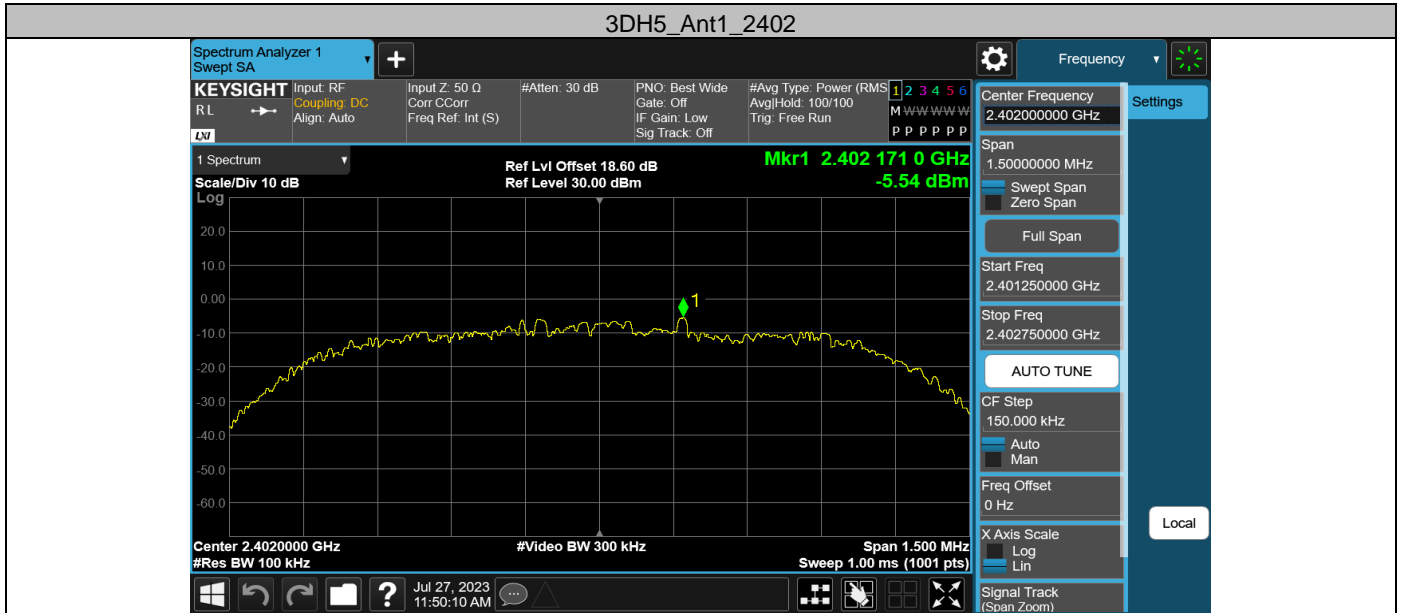 3DH5_Ant1_2402
Spectrum Analyzer 1
Swept SA
Frequency
KEYSIGHT
RL
LXI
Input: RF
Coupling: DC
Align: Auto
Input Z: 50 Ω
Corr CCorr
Freq Ref: Int (S)
#Atten: 30 dB
PNO: Best Wide
Gate: Off
IF Gain: Low
Sig Track: Off
#Avg Type: Power (RMS
Avg|Hold: 100/100
Trig: Free Run
1 2 3 4 5 6
M W W W W W
P P P P P P
1 Spectrum
Scale/Div 10 dB
Ref Lvl Offset 18.60 dB
Ref Level 30.00 dBm
Mkr1 2.402 171 0 GHz
-5.54 dBm
Log
20.0
10.0
0.00
-10.0
-20.0
-30.0
-40.0
-50.0
-60.0
1
Center 2.4020000 GHz
#Res BW 100 kHz
#Video BW 300 kHz
Span 1.500 MHz
Sweep 1.00 ms (1001 pts)
Center Frequency
2.402000000 GHz
Span
1.50000000 MHz
Swept Span
Zero Span
Full Span
Start Freq
2.401250000 GHz
Stop Freq
2.402750000 GHz
AUTO TUNE
CF Step
150.000 kHz
Auto
Man
Freq Offset
0 Hz
X Axis Scale
Log
Lin
Signal Track
(Span Zoom)
Settings
Local
?
Jul 27, 2023
11:50:10 AM